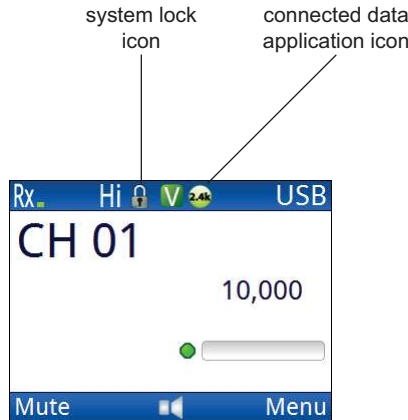 system lock
icon
connected data
application icon
Rx Hi V 2.4k USB
CH 01
10,000
Mute Menu